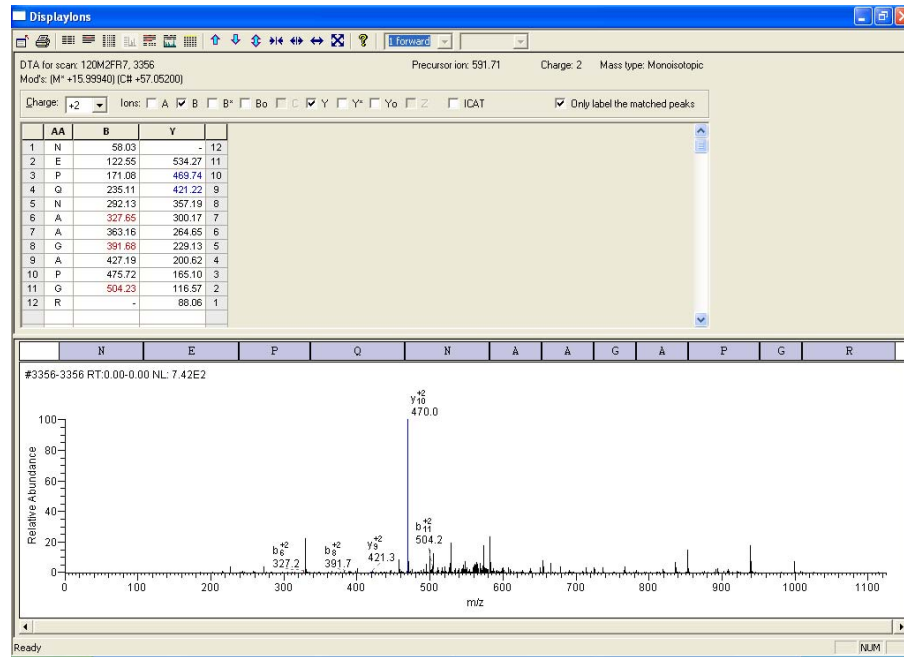 DisplayIons
1 forward
DTA for scan: 120M2FR7, 3356 Precursor ion: 591.71 Charge: 2 Mass type: Monoisotopic
Mod's: (M* +15.99940) (C# +57.05200)
Charge: +2 Ions: A B B* Bo C Y Y* Yo Z ICAT Only label the matched peaks
AA B Y
1 N 58.03 - 12
2 E 122.55 534.27 11
3 P 171.08 469.74 10
4 Q 235.11 421.22 9
5 N 292.13 357.19 8
6 A 327.65 300.17 7
7 A 363.16 264.65 6
8 G 391.68 229.13 5
9 A 427.19 200.62 4
10 P 475.72 165.10 3
11 G 504.23 116.57 2
12 R - 88.06 1
N E P Q N A A G A P G R
#3356-3356 RT:0.00-0.00 NL: 7.42E2
y10 +2
470.0
b11 +2
504.2
b6 +2
327.2
b8 +2
391.7
y9 +2
421.3
Relative Abundance
100
80
60
40
20
0
0 100 200 300 400 500 600 700 800 900 1000 1100
m/z
Ready NUM